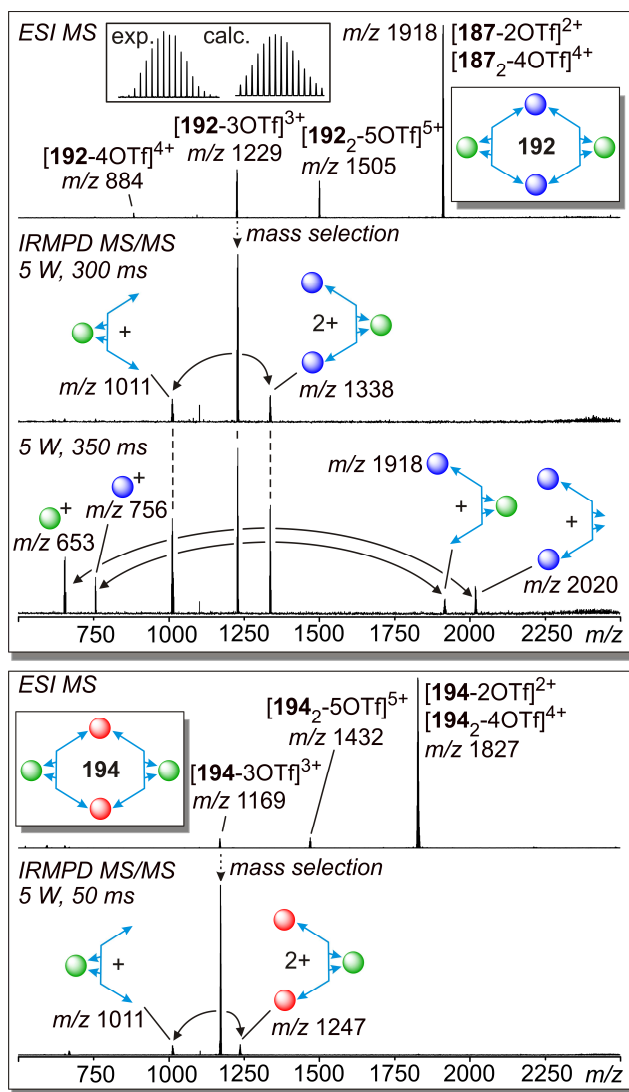 ESI MS
exp. calc.
m/z 1918
[187-2OTf]2+
[1872-4OTf]4+
[192-4OTf]4+
m/z 884
[192-3OTf]3+
m/z 1229
[1922-5OTf]5+
m/z 1505
192
mass selection
IRMPD MS/MS
5 W, 300 ms
+
m/z 1011
2+
m/z 1338
5 W, 350 ms
+
m/z 653
+
m/z 756
m/z 1918
+
+
m/z 2020
750 1000 1250 1500 1750 2000 2250 m/z
ESI MS
194
[194-3OTf]3+
m/z 1169
[1942-5OTf]5+
m/z 1432
[194-2OTf]2+
[1942-4OTf]4+
m/z 1827
mass selection
IRMPD MS/MS
5 W, 50 ms
+
m/z 1011
2+
m/z 1247
750 1000 1250 1500 1750 2000 2250 m/z